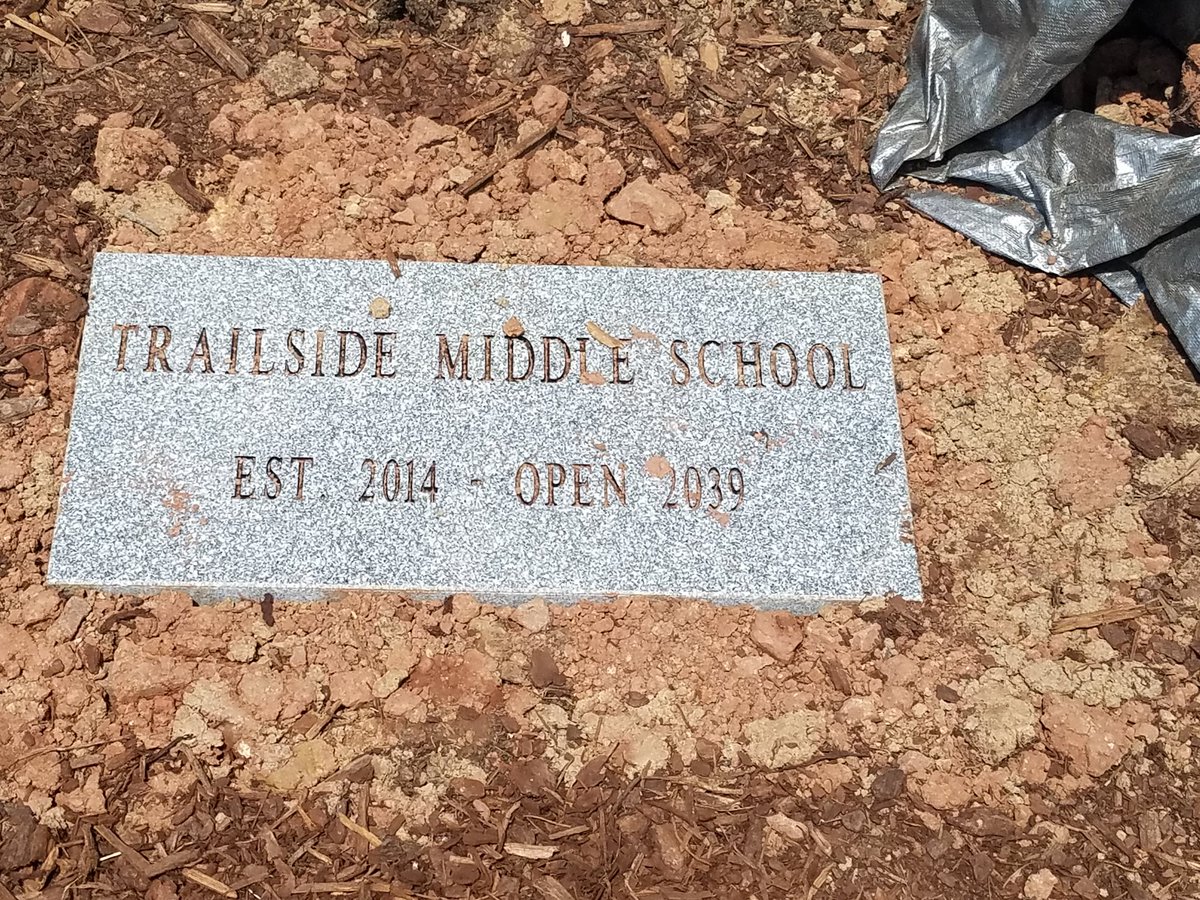 TRAILSIDE MIDDLE SCHOOL
EST. 2014 - OPEN 2039